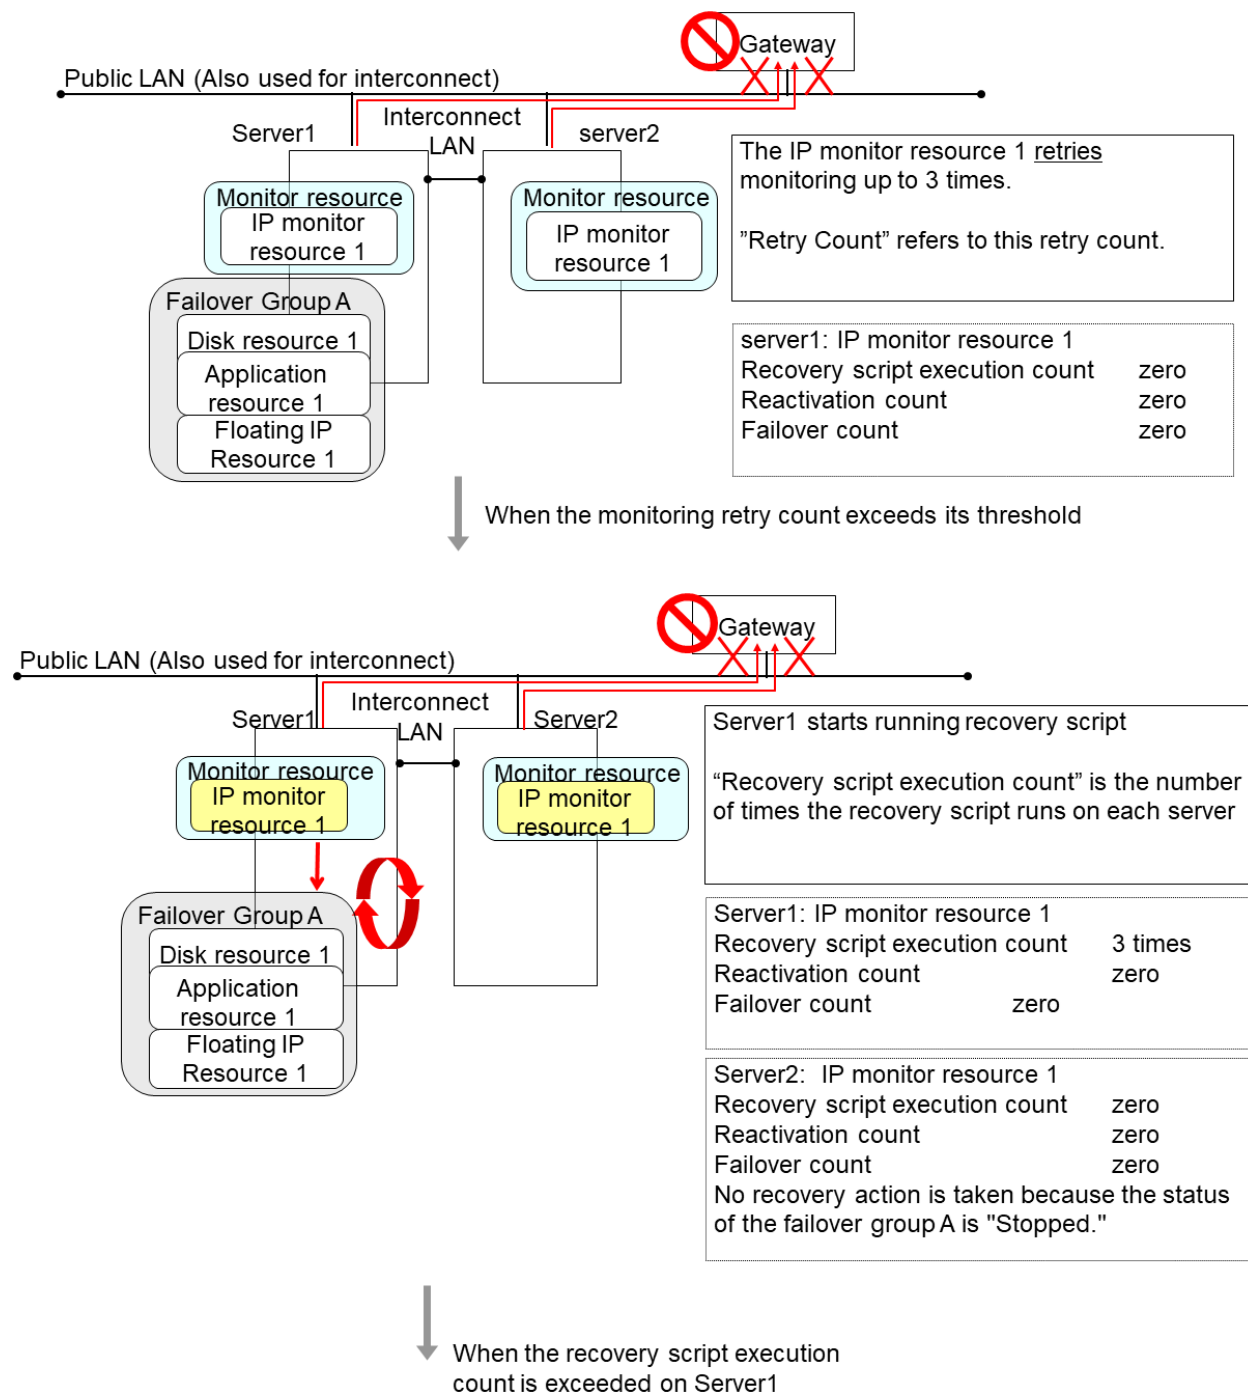 Gateway
Public LAN (Also used for interconnect)
Interconnect
LAN
Server1
server2
Monitor resource
IP monitor
resource 1
Monitor resource
IP monitor
resource 1
Failover Group A
Disk resource 1
Application
resource 1
Floating IP
Resource 1
The IP monitor resource 1 retries
monitoring up to 3 times.
”Retry Count” refers to this retry count.
server1: IP monitor resource 1
Recovery script execution count zero
Reactivation count zero
Failover count zero
When the monitoring retry count exceeds its threshold
Gateway
Public LAN (Also used for interconnect)
Interconnect
LAN
Server1
Server2
Monitor resource
IP monitor
resource 1
Monitor resource
IP monitor
resource 1
Failover Group A
Disk resource 1
Application
resource 1
Floating IP
Resource 1
Server1 starts running recovery script
“Recovery script execution count” is the number
of times the recovery script runs on each server
Server1: IP monitor resource 1
Recovery script execution count 3 times
Reactivation count zero
Failover count zero
Server2: IP monitor resource 1
Recovery script execution count zero
Reactivation count zero
Failover count zero
No recovery action is taken because the status
of the failover group A is "Stopped."
When the recovery script execution
count is exceeded on Server1